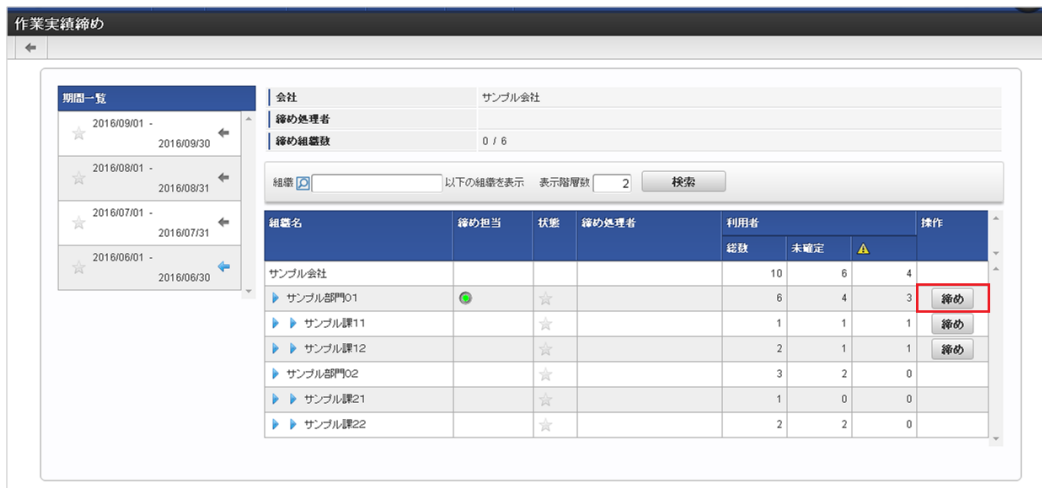 作業実績締め
期間一覧
2016/09/01 -
2016/09/30
2016/08/01 -
2016/08/31
2016/07/01 -
2016/07/31
2016/06/01 -
2016/06/30
会社 サンプル会社
締め処理者
締め組織数 0 / 6
組織 以下の組織を表示 表示階層数 2 検索
組織名 締め担当 状態 締め処理者 利用者 操作
総数 未確定
サンプル会社 10 6 4
サンプル部門01 6 4 3 締め
サンプル課11 1 1 1 締め
サンプル課12 2 1 1 締め
サンプル部門02 3 2 0
サンプル課21 1 0 0
サンプル課22 2 2 0